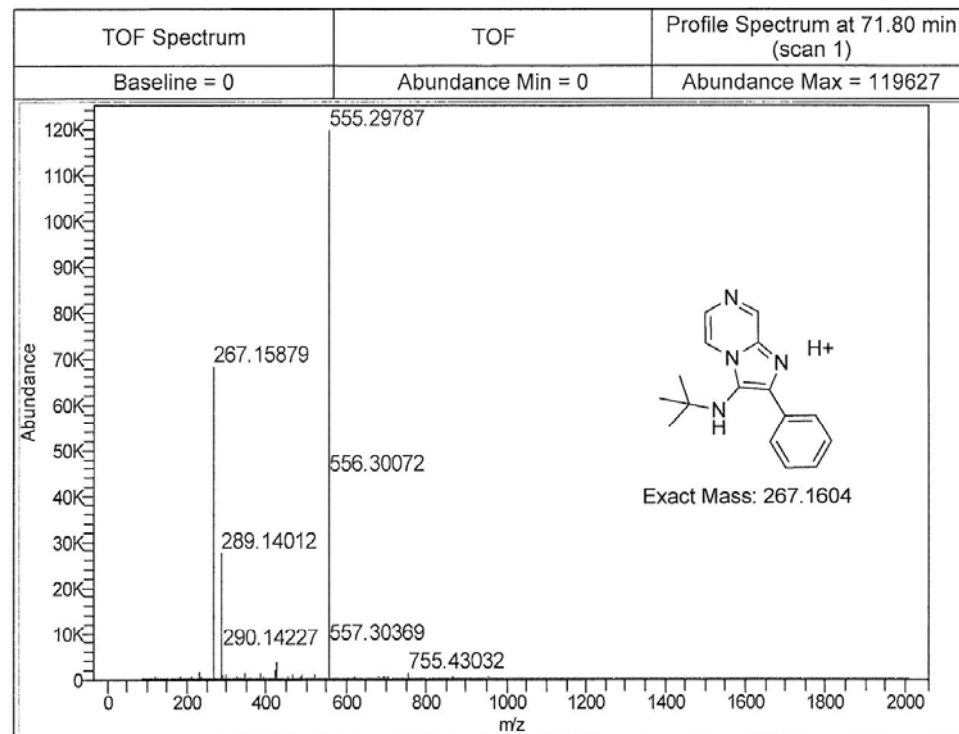 TOF Spectrum
TOF
Profile Spectrum at 71.80 min
(scan 1)
Baseline = 0
Abundance Min = 0
Abundance Max = 119627
Abundance
120K
110K
100K
90K
80K
70K
60K
50K
40K
30K
20K
10K
0
555.29787
267.15879
556.30072
289.14012
290.14227
557.30369
755.43032
N
N
N
H+
N
H
Exact Mass: 267.1604
0 200 400 600 800 1000 1200 1400 1600 1800 2000
m/z